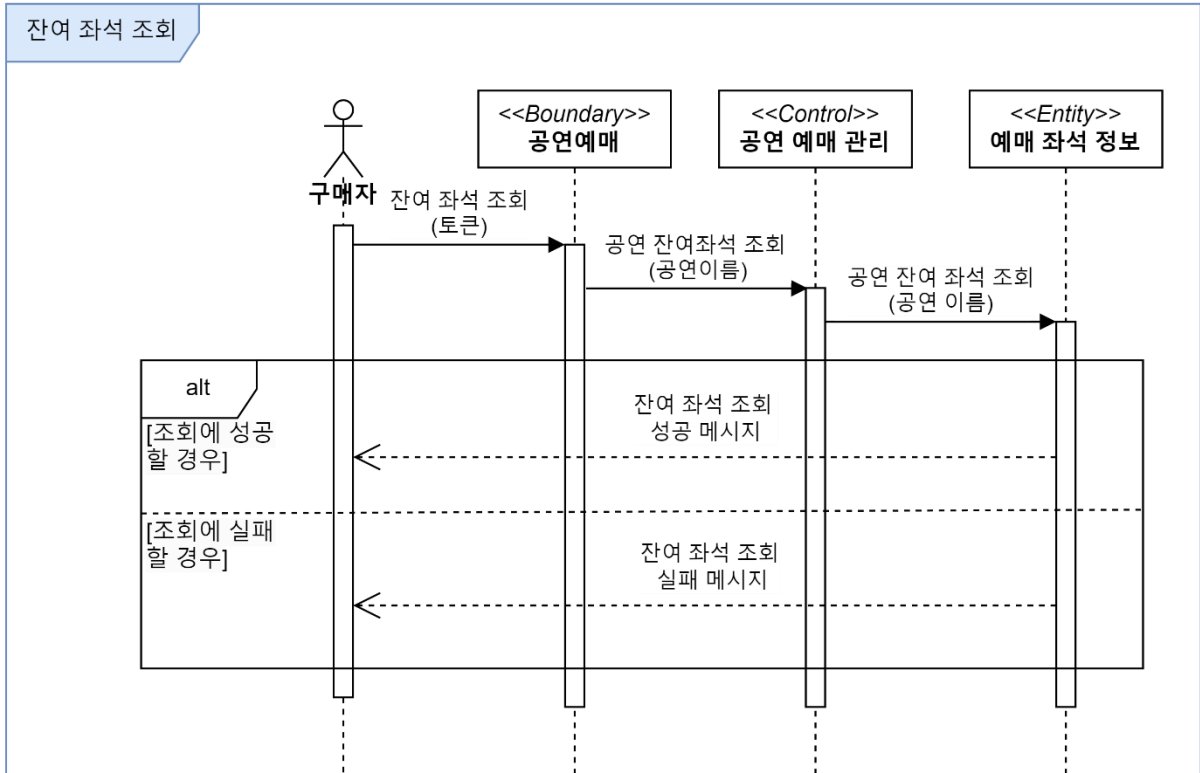 잔여 좌석 조회
<<Boundary>>
공연예매
<<Control>>
공연 예매 관리
<<Entity>>
예매 좌석 정보
구매자
잔여 좌석 조회
(토큰)
공연 잔여좌석 조회
(공연이름)
공연 잔여 좌석 조회
(공연 이름)
alt
[조회에 성공
할 경우]
잔여 좌석 조회
성공 메시지
[조회에 실패
할 경우]
잔여 좌석 조회
실패 메시지